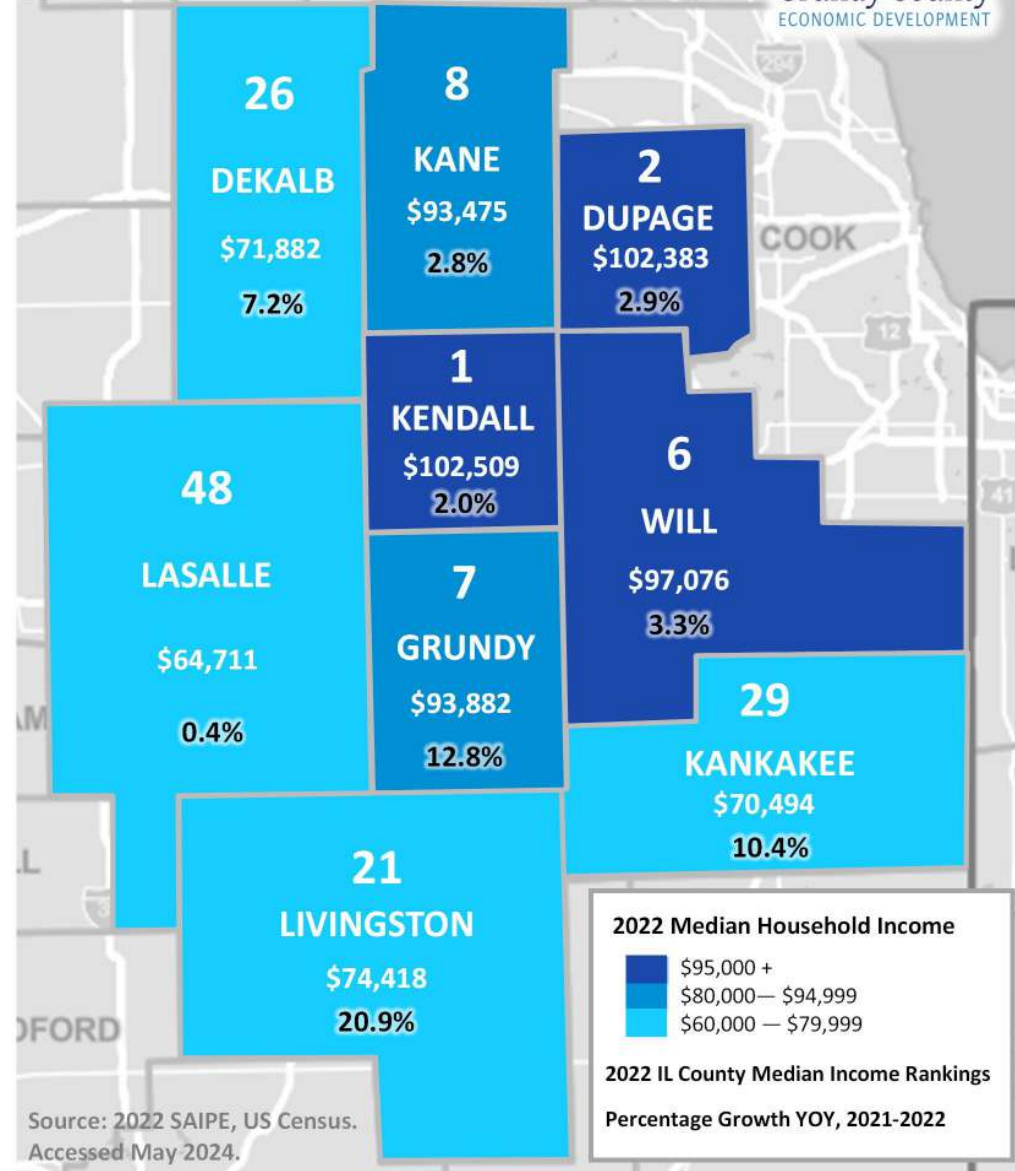 ECONOMIC DEVELOPMENT
294
26
DEKALB
$71,882
7.2%
8
KANE
$93,475
2.8%
2
DUPAGE
$102,383
2.9%
COOK
12
1
KENDALL
$102,509
2.0%
6
WILL
$97,076
3.3%
41
48
LASALLE
$64,711
0.4%
7
GRUNDY
$93,882
12.8%
29
KANKAKEE
$70,494
10.4%
21
LIVINGSTON
$74,418
20.9%
2022 Median Household Income
$95,000 +
$80,000— $94,999
$60,000 — $79,999
2022 IL County Median Income Rankings
Percentage Growth YOY, 2021-2022
Source: 2022 SAIPE, US Census.
Accessed May 2024.